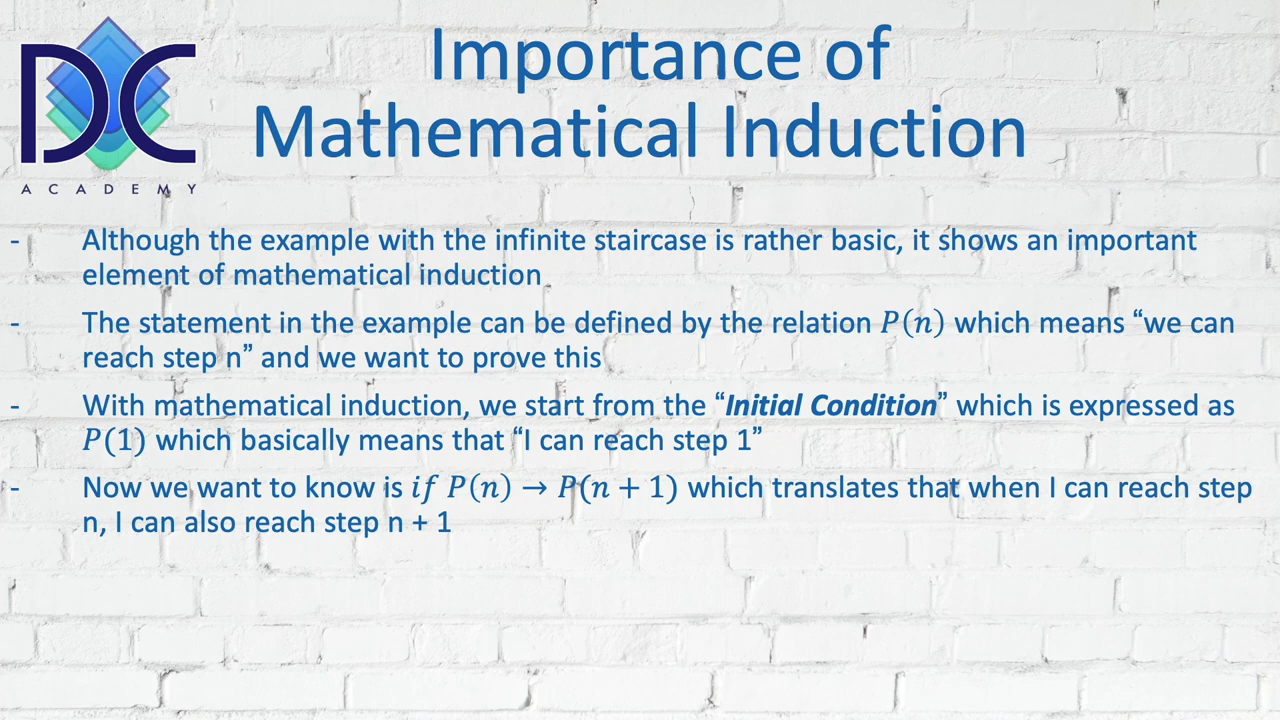 DC
ACADEMY
Importance of
Mathematical Induction
- Although the example with the infinite staircase is rather basic, it shows an important
element of mathematical induction
- The statement in the example can be defined by the relation P(n) which means “we can
reach step n” and we want to prove this
- With mathematical induction, we start from the “Initial Condition” which is expressed as
P(1) which basically means that “I can reach step 1”
- Now we want to know is if P(n) → P(n + 1) which translates that when I can reach step
n, I can also reach step n + 1